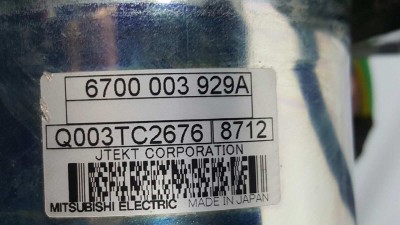 6700 003 929A
Q003TC2676 8712
JTEKT CORPORATION
MITSUBISHI ELECTRIC MADE IN JAPAN